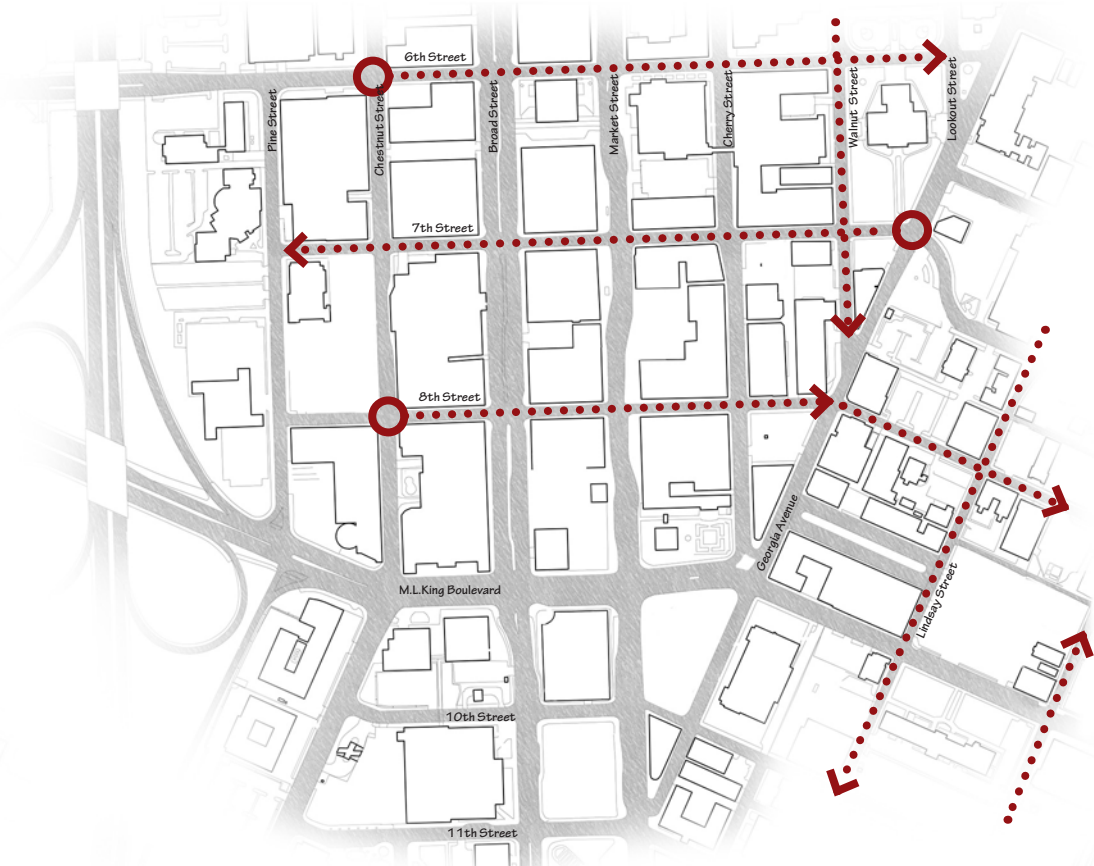 6th Street
Pine Street
Chestnut Street
Broad Street
Market Street
Cherry Street
Walnut Street
Lookout Street
7th Street
8th Street
Georgia Avenue
M.L.King Boulevard
Lindsay Street
10th Street
11th Street